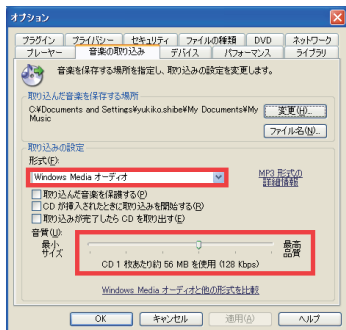 オプション
プラグイン プライバシー セキュリティ ファイルの種類 DVD ネットワーク
プレーヤー 音楽の取り込み デバイス パフォーマンス ライブラリ
音楽を保存する場所を指定し、取り込みの設定を変更します。
取り込んだ音楽を保存する場所
C:¥Documents and Settings¥yukiko.shibe¥My Documents¥My Music
変更(H)...
ファイル名(N)...
取り込みの設定
形式(F):
Windows Media オーディオ
MP3 形式の詳細情報
取り込んだ音楽を保護する(P)
CD が挿入されたときに取り込みを開始する(R)
取り込みが完了したら CD を取り出す(E)
音質(U):
最小サイズ
最高品質
CD 1 枚あたり約 56 MB を使用 (128 Kbps)
Windows Media オーディオと他の形式を比較
OK キャンセル 適用(A) ヘルプ